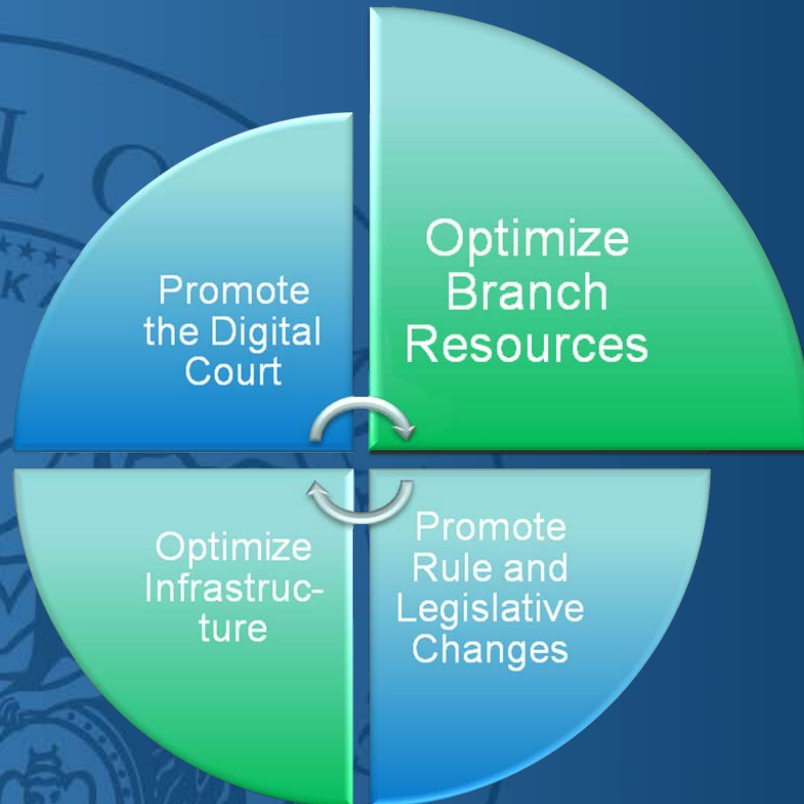 Optimize
Branch
Resources
Promote
the Digital
Court
Optimize
Infrastruc-
ture
Promote
Rule and
Legislative
Changes
L O
K A